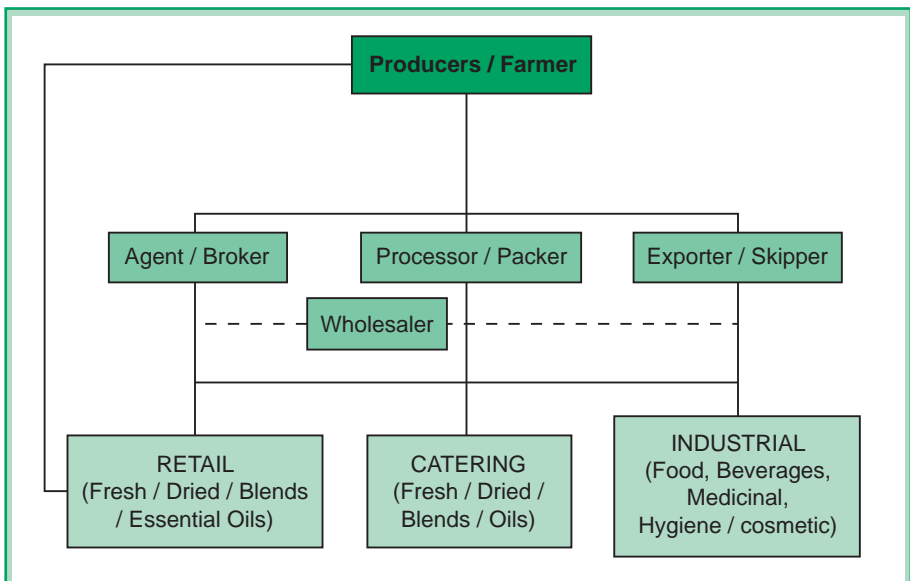 Producers / Farmer
Agent / Broker
Processor / Packer
Exporter / Skipper
Wholesaler
RETAIL
(Fresh / Dried / Blends
/ Essential Oils)
CATERING
(Fresh / Dried /
Blends / Oils)
INDUSTRIAL
(Food, Beverages,
Medicinal,
Hygiene / cosmetic)